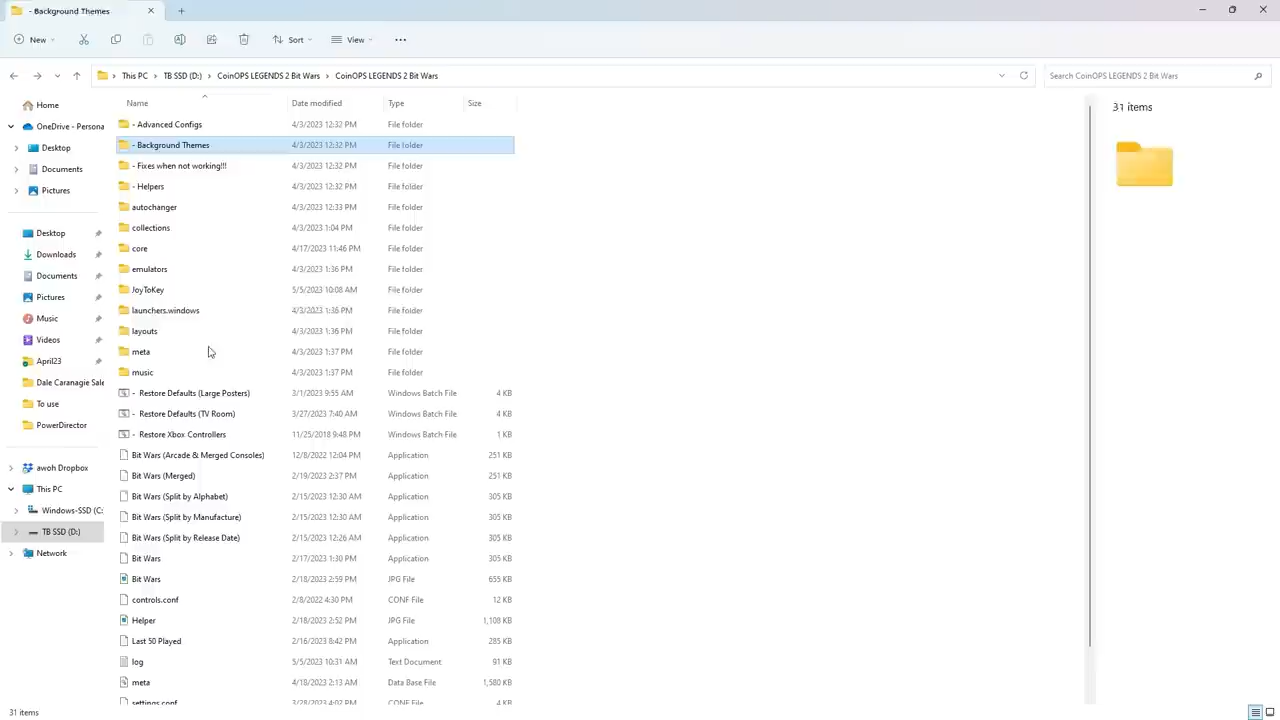 - Background Themes
New
Sort
View
This PC > TB SSD (D:) > CoinOPS LEGENDS 2 Bit Wars > CoinOPS LEGENDS 2 Bit Wars
Search CoinOPS LEGENDS 2 Bit Wars
Home
OneDrive - Persona
Desktop
Documents
Pictures
Desktop
Downloads
Documents
Pictures
Music
Videos
April23
Dale Caranagie Sale
To use
PowerDirector
awoh Dropbox
This PC
Windows-SSD (C:
TB SSD (D:)
Network
Name Date modified Type Size
- Advanced Configs 4/3/2023 12:32 PM File folder
- Background Themes 4/3/2023 12:32 PM File folder
- Fixes when not working!!! 4/3/2023 12:32 PM File folder
- Helpers 4/3/2023 12:32 PM File folder
autochanger 4/3/2023 12:33 PM File folder
collections 4/3/2023 1:04 PM File folder
core 4/17/2023 11:46 PM File folder
emulators 4/3/2023 1:36 PM File folder
JoyToKey 5/5/2023 10:08 AM File folder
launchers.windows 4/3/2023 1:36 PM File folder
layouts 4/3/2023 1:36 PM File folder
meta 4/3/2023 1:37 PM File folder
music 4/3/2023 1:37 PM File folder
- Restore Defaults (Large Posters) 3/1/2023 9:55 AM Windows Batch File 4 KB
- Restore Defaults (TV Room) 3/27/2023 7:40 AM Windows Batch File 4 KB
- Restore Xbox Controllers 11/25/2018 9:48 PM Windows Batch File 1 KB
Bit Wars (Arcade & Merged Consoles) 12/8/2022 12:04 PM Application 251 KB
Bit Wars (Merged) 2/19/2023 2:37 PM Application 251 KB
Bit Wars (Split by Alphabet) 2/15/2023 12:30 AM Application 305 KB
Bit Wars (Split by Manufacture) 2/15/2023 12:30 AM Application 305 KB
Bit Wars (Split by Release Date) 2/15/2023 12:26 AM Application 305 KB
Bit Wars 2/17/2023 1:30 PM Application 305 KB
Bit Wars 2/18/2023 2:59 PM JPG File 655 KB
controls.conf 2/8/2022 4:30 PM CONF File 12 KB
Helper 2/18/2023 2:52 PM JPG File 1,108 KB
Last 50 Played 2/16/2023 8:42 PM Application 285 KB
log 5/5/2023 10:31 AM Text Document 91 KB
meta 4/18/2023 2:13 AM Data Base File 1,580 KB
settings.conf 3/28/2023 4:02 PM CONF File 4 KB
31 items
31 items